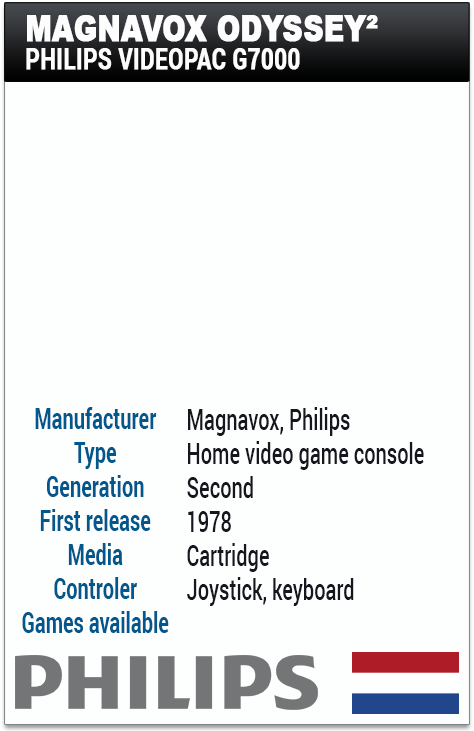 MAGNAVOX ODYSSEY²
PHILIPS VIDEOPAC G7000
Manufacturer Magnavox, Philips
Type Home video game console
Generation Second
First release 1978
Media Cartridge
Controler Joystick, keyboard
Games available
PHILIPS